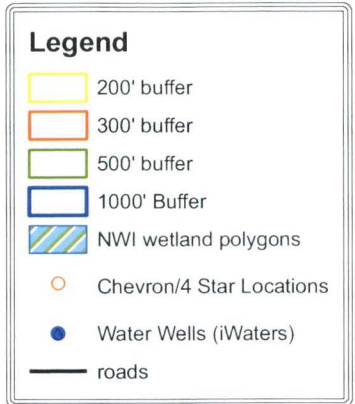 Legend
200' buffer
300' buffer
500' buffer
1000' Buffer
NWI wetland polygons
Chevron/4 Star Locations
Water Wells (iWaters)
roads